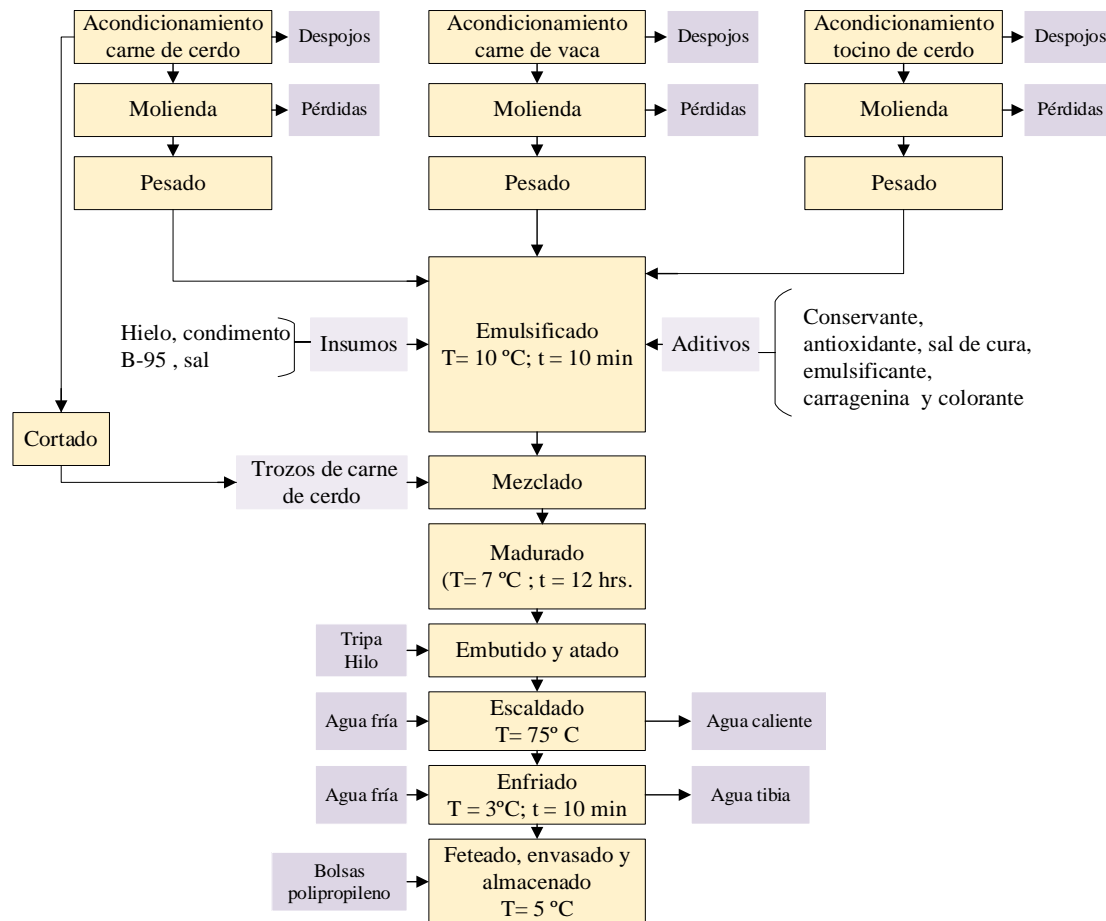 Acondicionamiento
carne de cerdo
Despojos
Acondicionamiento
carne de vaca
Despojos
Acondicionamiento
tocino de cerdo
Despojos
Molienda
Pérdidas
Molienda
Pérdidas
Molienda
Pérdidas
Pesado
Pesado
Pesado
Hielo, condimento
B-95 , sal
Insumos
Emulsificado
T= 10 ºC; t = 10 min
Aditivos
Conservante,
antioxidante, sal de cura,
emulsificante,
carragenina y colorante
Cortado
Trozos de carne
de cerdo
Mezclado
Madurado
(T= 7 ºC ; t = 12 hrs.
Tripa
Hilo
Embutido y atado
Agua fría
Escaldado
T= 75º C
Agua caliente
Agua fría
Enfriado
T = 3ºC; t = 10 min
Agua tibia
Bolsas
polipropileno
Feteado, envasado y
almacenado
T= 5 ºC